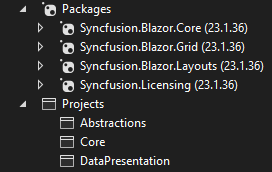 Packages
Syncfusion.Blazor.Core (23.1.36)
Syncfusion.Blazor.Grid (23.1.36)
Syncfusion.Blazor.Layouts (23.1.36)
Syncfusion.Licensing (23.1.36)
Projects
Abstractions
Core
DataPresentation